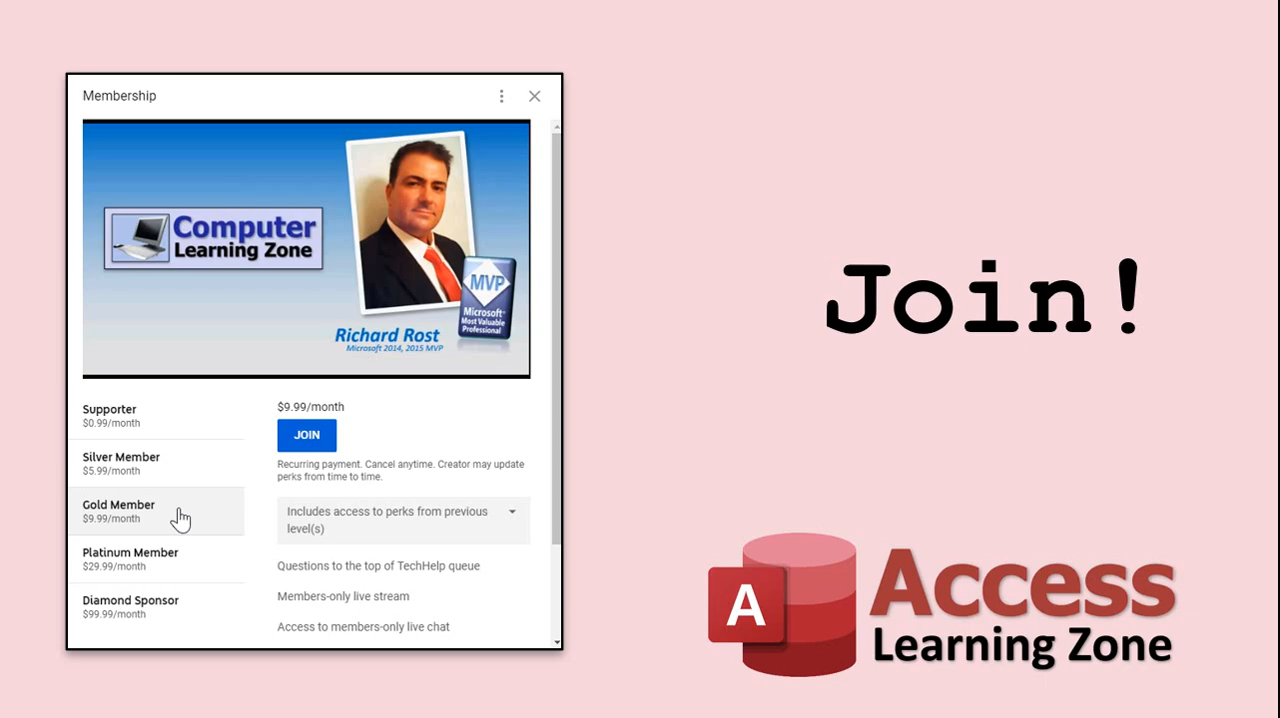 Membership
Computer
Learning Zone
MVP
Microsoft®
Most Valuable
Professional
Richard Rost
Microsoft 2014, 2015 MVP
Supporter
$0.99/month
Silver Member
$5.99/month
Gold Member
$9.99/month
Platinum Member
$29.99/month
Diamond Sponsor
$99.99/month
$9.99/month
JOIN
Recurring payment. Cancel anytime. Creator may update
perks from time to time.
Includes access to perks from previous
level(s)
Questions to the top of TechHelp queue
Members-only live stream
Access to members-only live chat
Join!
A
Access
Learning Zone